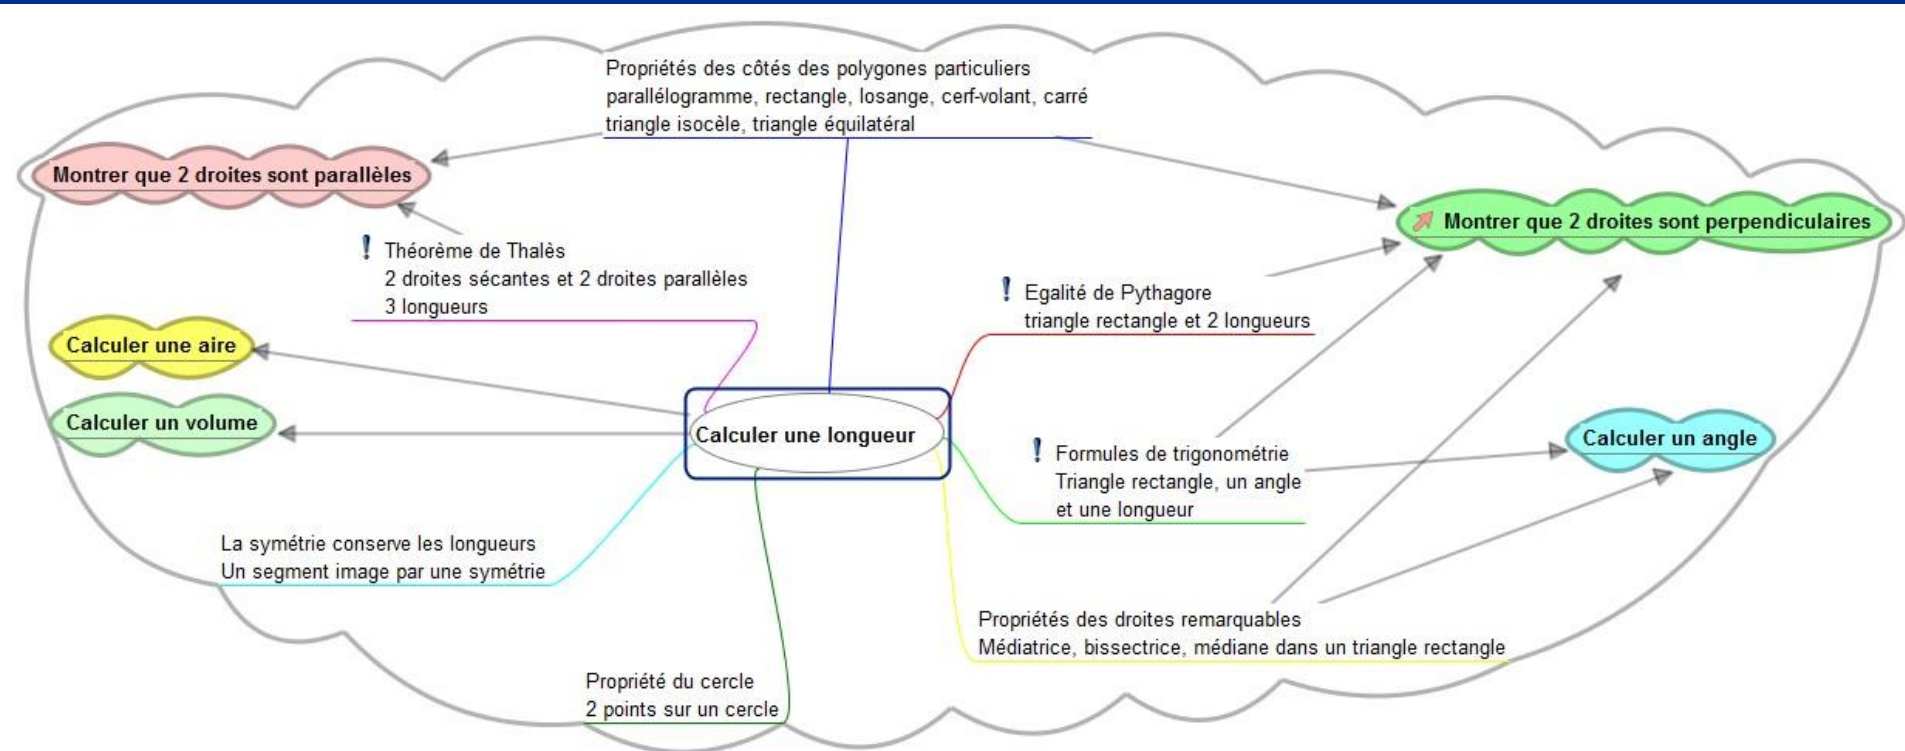 Propriétés des côtés des polygones particuliers
parallélogramme, rectangle, losange, cerf-volant, carré
triangle isocèle, triangle équilatéral
Montrer que 2 droites sont parallèles
Montrer que 2 droites sont perpendiculaires
! Théorème de Thalès
2 droites sécantes et 2 droites parallèles
3 longueurs
! Egalité de Pythagore
triangle rectangle et 2 longueurs
Calculer une aire
Calculer un volume
Calculer une longueur
Calculer un angle
! Formules de trigonométrie
Triangle rectangle, un angle
et une longueur
La symétrie conserve les longueurs
Un segment image par une symétrie
Propriétés des droites remarquables
Médiatrice, bissectrice, médiane dans un triangle rectangle
Propriété du cercle
2 points sur un cercle